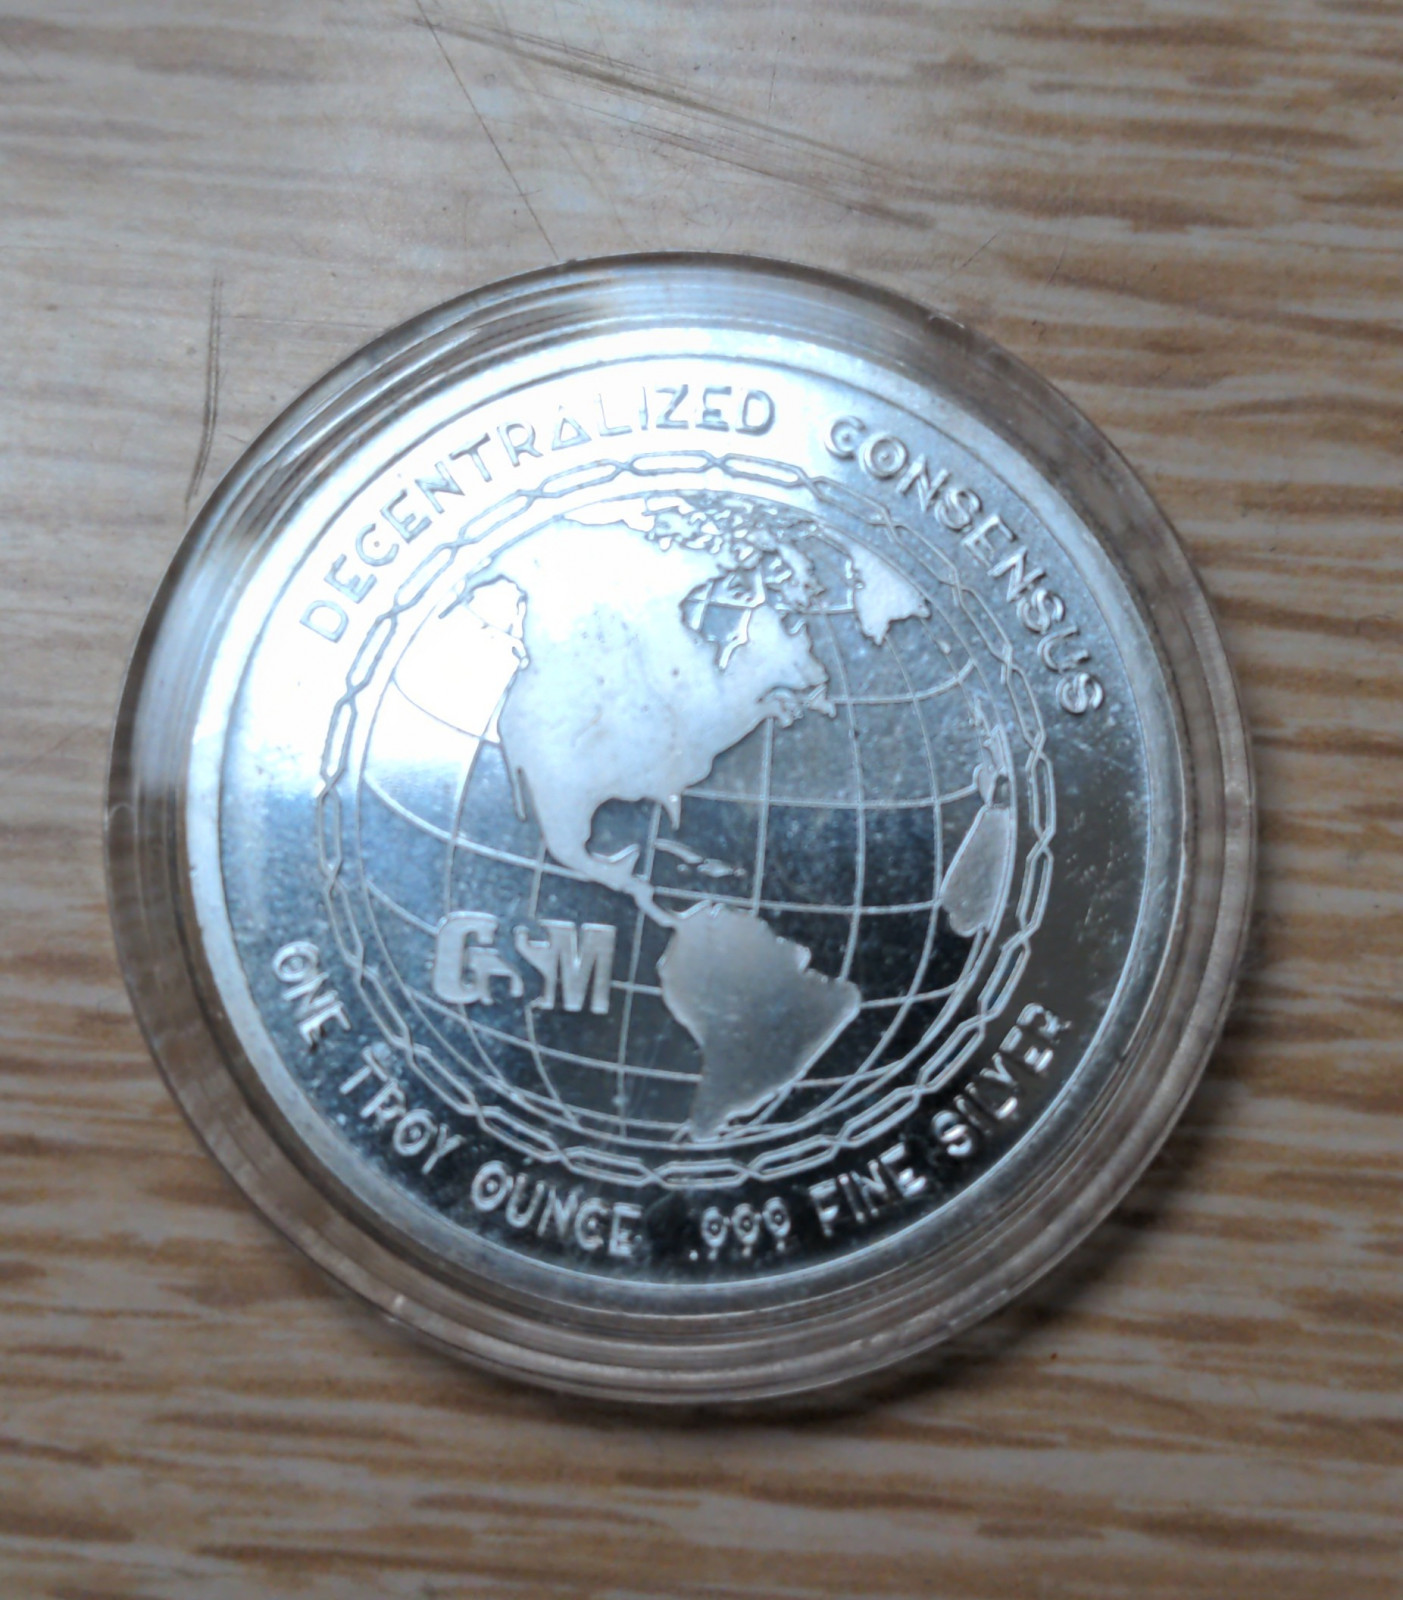 DECENTRALIZED CONSENSUS
GSM
ONE TROY OUNCE .999 FINE SILVER